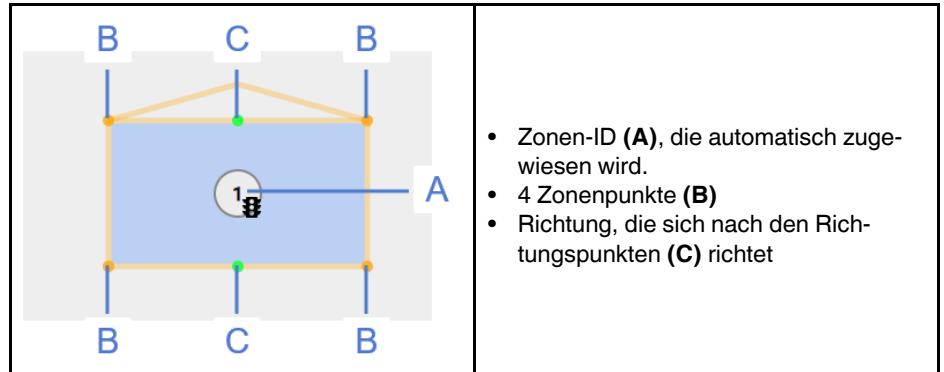 B C B
1
A
B C B
• Zonen-ID (A), die automatisch zuge-
wiesen wird.
• 4 Zonenpunkte (B)
• Richtung, die sich nach den Rich-
tungspunkten (C) richtet